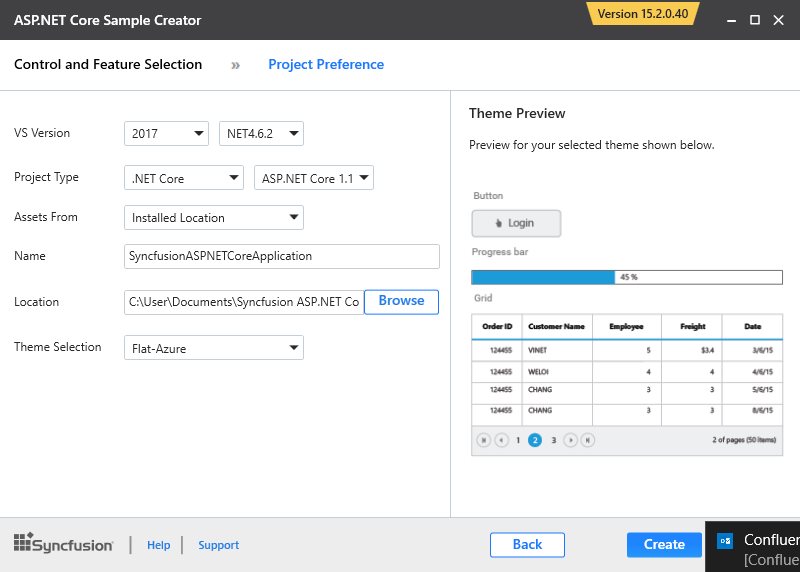 ASP.NET Core Sample Creator
Version 15.2.0.40
Control and Feature Selection » Project Preference
VS Version 2017 NET4.6.2
Project Type .NET Core ASP.NET Core 1.1
Assets From Installed Location
Name SyncfusionASPNETCoreApplication
Location C:\User\Documents\Syncfusion ASP.NET Co Browse
Theme Selection Flat-Azure
Theme Preview
Preview for your selected theme shown below.
Button
Login
Progress bar
45 %
Grid
Order ID Customer Name Employee Freight Date
124455 VINET 5 $3.4 3/6/15
124455 WELOI 4 4 4/6/15
124455 CHANG 3 3 5/6/15
124455 CHANG 3 3 8/6/15
1 2 3 2 of pages (50 items)
Syncfusion Help Support Back Create
Confluen
[Conflue